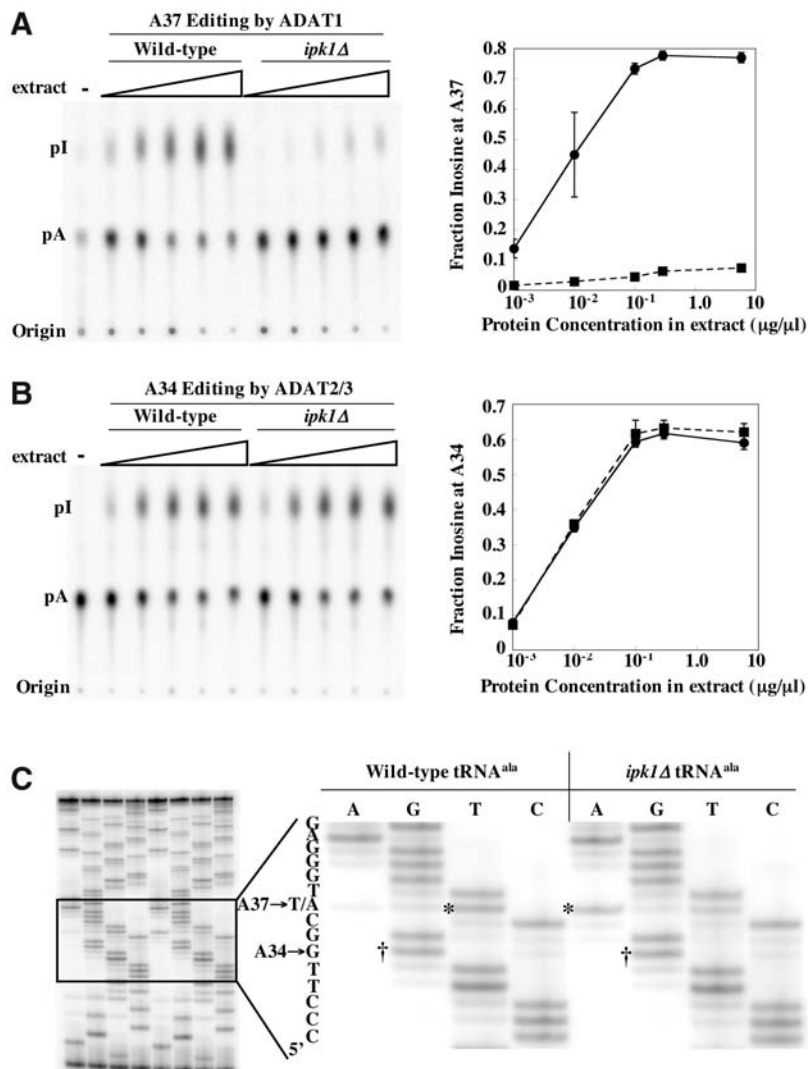 A
A37 Editing by ADAT1
Wild-type ipk1Δ
extract -
pI
pA
Origin
Fraction Inosine at A37
0.8
0.7
0.6
0.5
0.4
0.3
0.2
0.1
0
10⁻³ 10⁻² 10⁻¹ 1.0 10
Protein Concentration in extract (μg/μl)
B
A34 Editing by ADAT2/3
Wild-type ipk1Δ
extract -
pI
pA
Origin
Fraction Inosine at A34
0.7
0.6
0.5
0.4
0.3
0.2
0.1
0
10⁻³ 10⁻² 10⁻¹ 1.0 10
Protein Concentration in extract (μg/μl)
C
Wild-type tRNAᵃˡᵃ ipk1Δ tRNAᵃˡᵃ
A G T C A G T C
G
A
G
G
G
T
A37→T/A * *
C
G
G
A34→G † †
T
T
C
C
C
5'